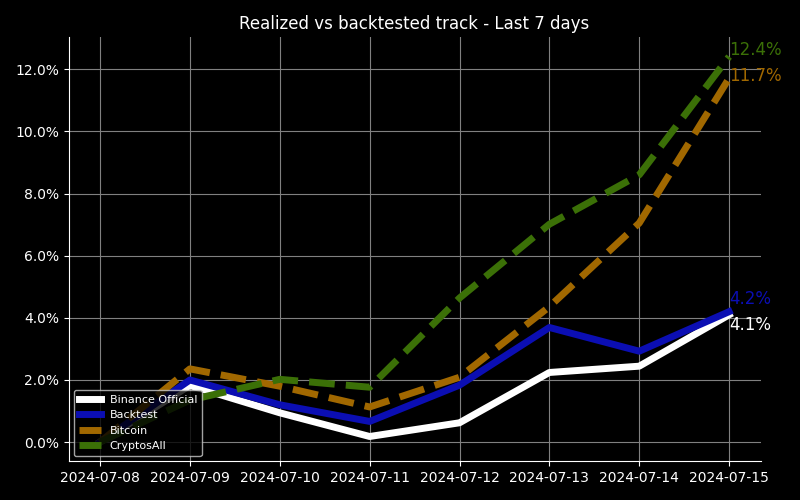 Realized vs backtested track - Last 7 days
12.4%
12.0%
11.7%
10.0%
8.0%
6.0%
4.2%
4.0%
4.1%
2.0%
Binance Official
Backtest
Bitcoin
0.0%
CryptosAll
2024-07-08 2024-07-09 2024-07-10 2024-07-11 2024-07-12 2024-07-13 2024-07-14 2024-07-15